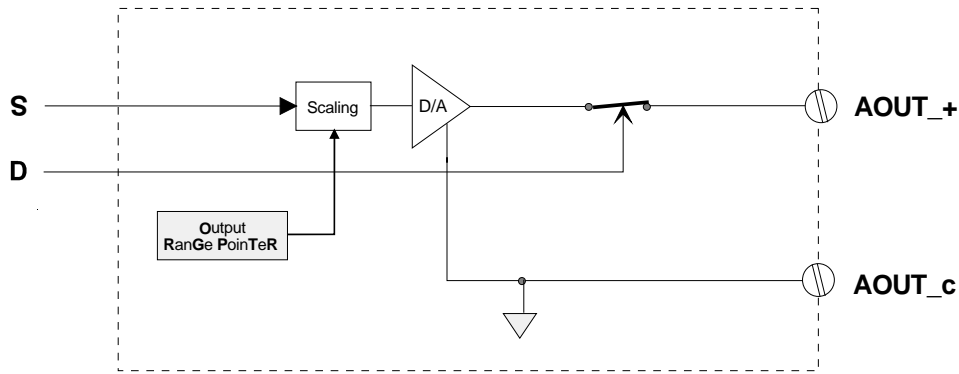 S
Scaling
D/A
AOUT_+
D
Output
RanGe PoinTeR
AOUT_c